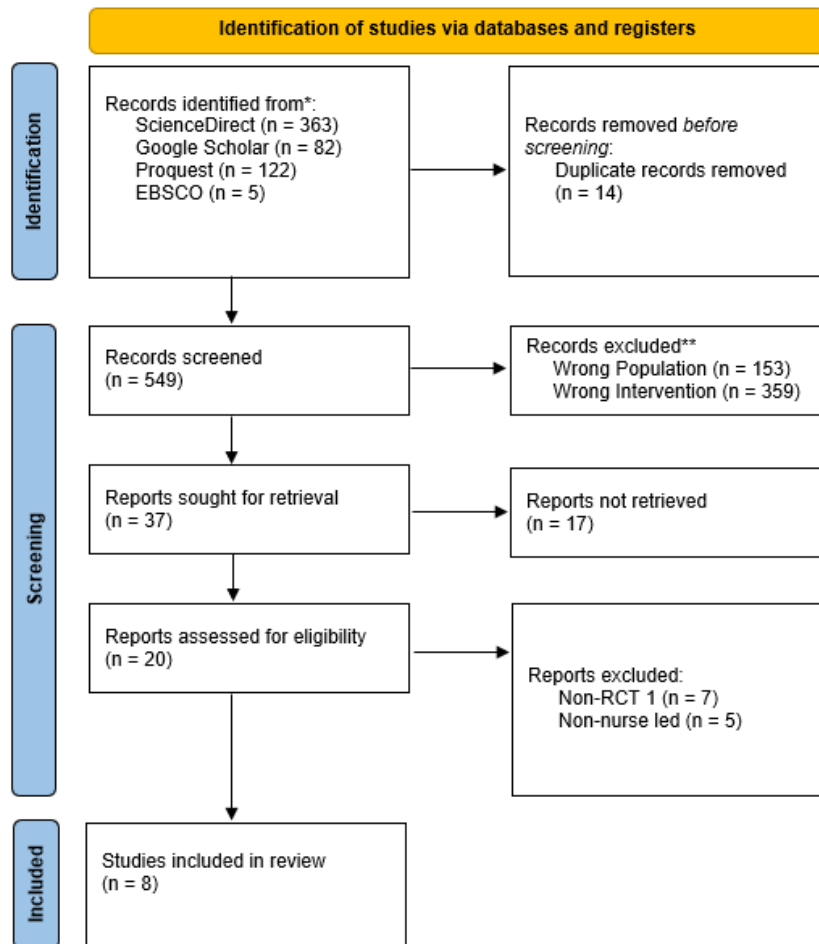 Identification of studies via databases and registers
Identification
Records identified from*:
ScienceDirect (n = 363)
Google Scholar (n = 82)
Proquest (n = 122)
EBSCO (n = 5)
Records removed before
screening:
Duplicate records removed
(n = 14)
Screening
Records screened
(n = 549)
Records excluded**
Wrong Population (n = 153)
Wrong Intervention (n = 359)
Reports sought for retrieval
(n = 37)
Reports not retrieved
(n = 17)
Reports assessed for eligibility
(n = 20)
Reports excluded:
Non-RCT 1 (n = 7)
Non-nurse led (n = 5)
Included
Studies included in review
(n = 8)